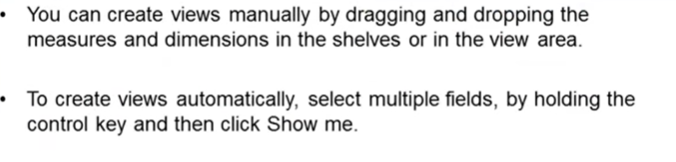 • You can create views manually by dragging and dropping the
measures and dimensions in the shelves or in the view area.
• To create views automatically, select multiple fields, by holding the
control key and then click Show me.